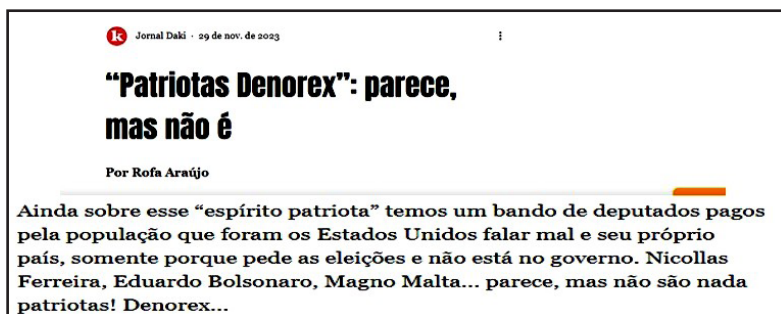 k Jornal Daki · 29 de nov. de 2023
“Patriotas Denorex”: parece,
mas não é
Por Rofa Araújo
Ainda sobre esse “espírito patriota” temos um bando de deputados pagos
pela população que foram os Estados Unidos falar mal e seu próprio
país, somente porque pede as eleições e não está no governo. Nicollas
Ferreira, Eduardo Bolsonaro, Magno Malta... parece, mas não são nada
patriotas! Denorex...